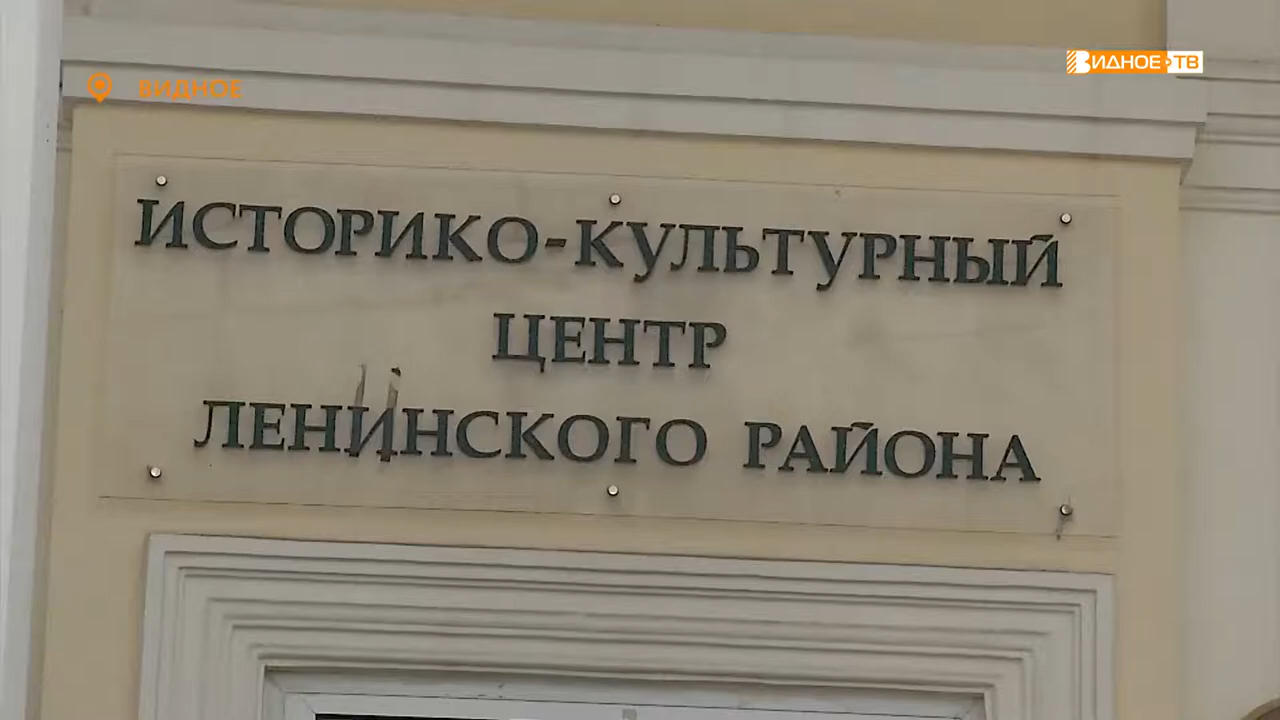 ВИДНОЕ·ТВ
ВИДНОЕ
ИСТОРИКО-КУЛЬТУРНЫЙ
ЦЕНТР
ЛЕНИНСКОГО РАЙОНА